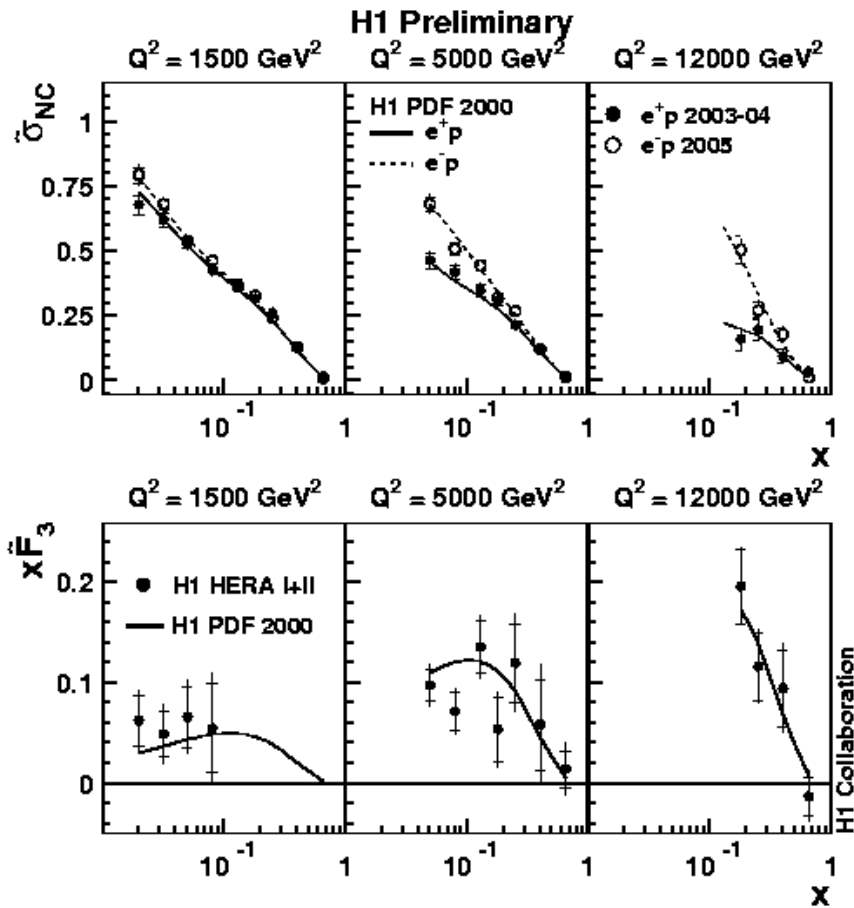 H1 Preliminary
Q² = 1500 GeV²
Q² = 5000 GeV²
Q² = 12000 GeV²
σ̃_NC
1
0.75
0.5
0.25
0
H1 PDF 2000
e⁺p
e⁻p
e⁺p 2003-04
e⁻p 2005
10⁻¹
1
10⁻¹
1
10⁻¹
1
x
Q² = 1500 GeV²
Q² = 5000 GeV²
Q² = 12000 GeV²
xF̃₃
0.2
0.1
0
H1 HERA I+II
H1 PDF 2000
10⁻¹
1
10⁻¹
1
10⁻¹
1
x
H1 Collaboration